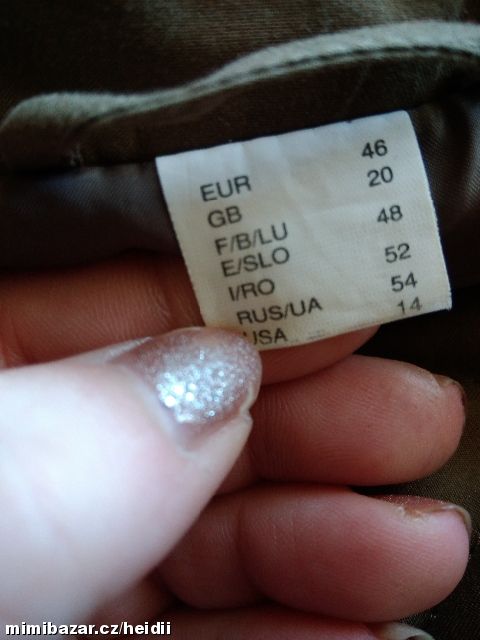 EUR 46
GB 20
F/B/LU 48
E/SLO
I/RO 52
RUS/UA 54
USA 14
mimibazar.cz/heidii